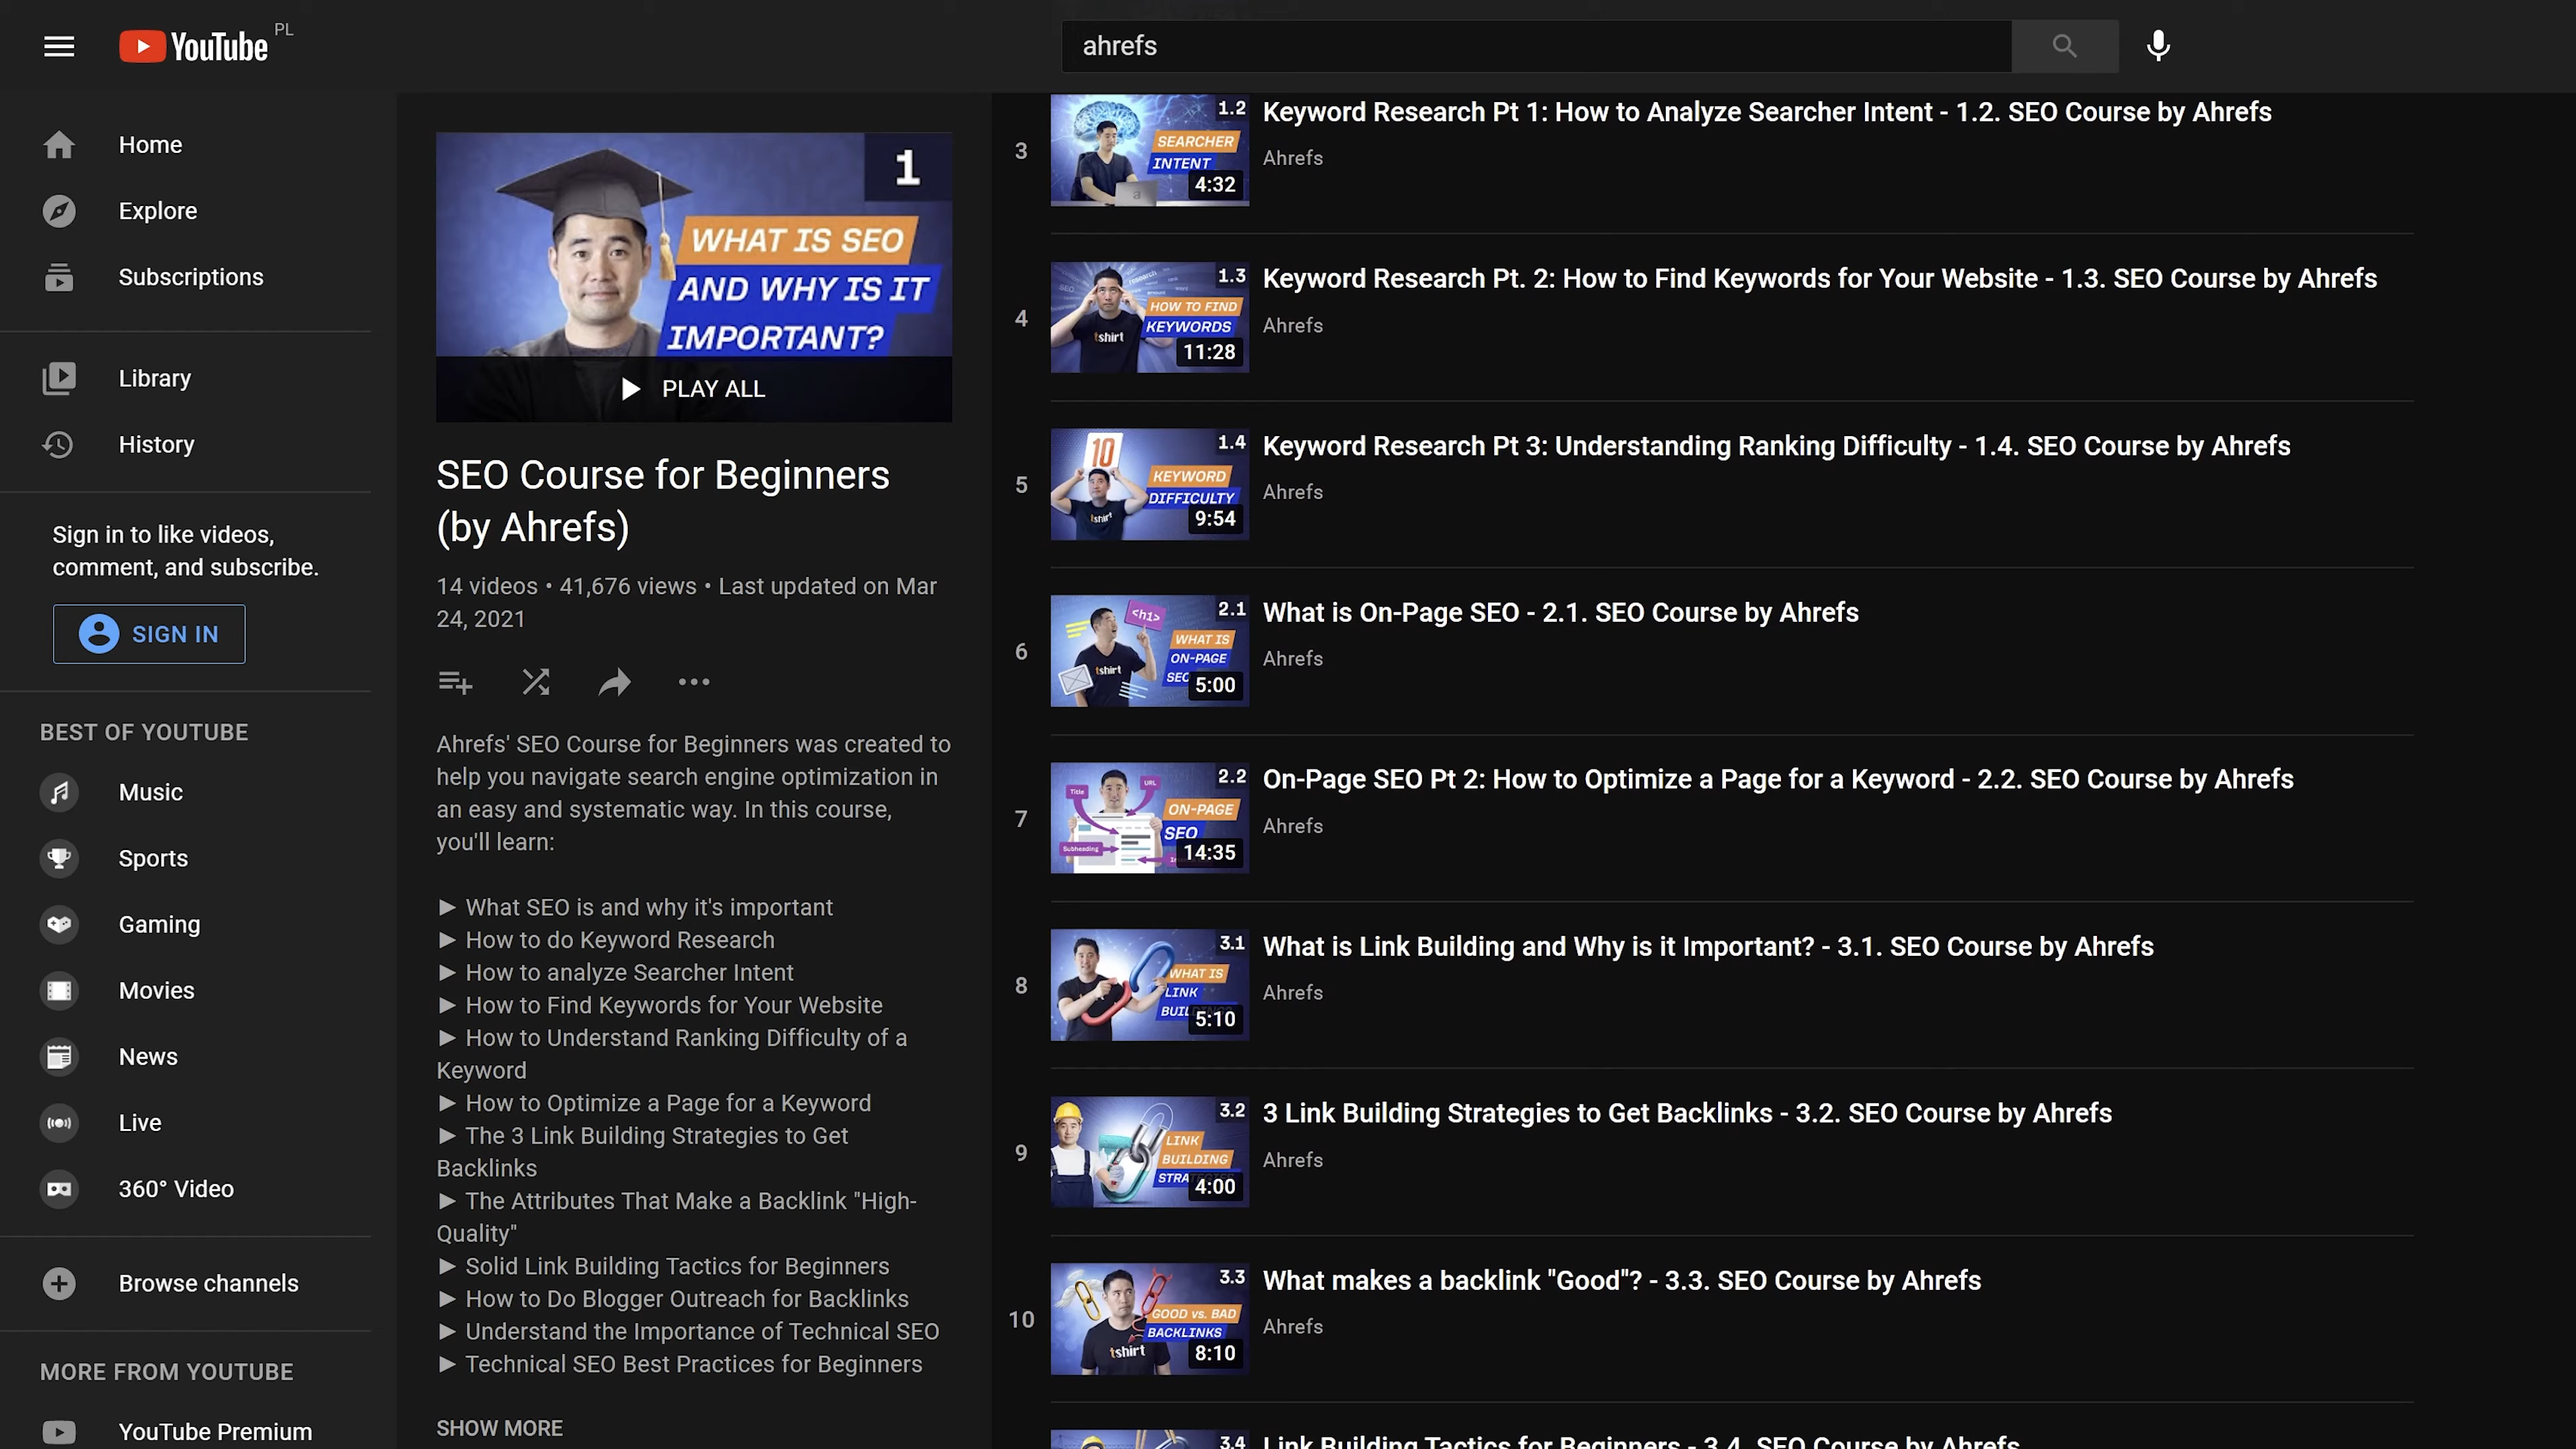 YouTube PL
ahrefs
Home
Explore
Subscriptions
Library
History
Sign in to like videos,
comment, and subscribe.
SIGN IN
BEST OF YOUTUBE
Music
Sports
Gaming
Movies
News
Live
360° Video
Browse channels
MORE FROM YOUTUBE
YouTube Premium
1
WHAT IS SEO
AND WHY IS IT
IMPORTANT?
PLAY ALL
SEO Course for Beginners
(by Ahrefs)
14 videos • 41,676 views • Last updated on Mar
24, 2021
Ahrefs' SEO Course for Beginners was created to
help you navigate search engine optimization in
an easy and systematic way. In this course,
you'll learn:
► What SEO is and why it's important
► How to do Keyword Research
► How to analyze Searcher Intent
► How to Find Keywords for Your Website
► How to Understand Ranking Difficulty of a
Keyword
► How to Optimize a Page for a Keyword
► The 3 Link Building Strategies to Get
Backlinks
► The Attributes That Make a Backlink "High-
Quality"
► Solid Link Building Tactics for Beginners
► How to Do Blogger Outreach for Backlinks
► Understand the Importance of Technical SEO
► Technical SEO Best Practices for Beginners
SHOW MORE
3
1.2
SEARCHER
INTENT
a
4:32
Keyword Research Pt 1: How to Analyze Searcher Intent - 1.2. SEO Course by Ahrefs
Ahrefs
4
1.3
HOW TO FIND
KEYWORDS
tshirt
11:28
Keyword Research Pt. 2: How to Find Keywords for Your Website - 1.3. SEO Course by Ahrefs
Ahrefs
5
10
1.4
KEYWORD
DIFFICULTY
tshirt
9:54
Keyword Research Pt 3: Understanding Ranking Difficulty - 1.4. SEO Course by Ahrefs
Ahrefs
6
<h1>
2.1
WHAT IS
ON-PAGE
SEO
tshirt
5:00
What is On-Page SEO - 2.1. SEO Course by Ahrefs
Ahrefs
7
2.2
Title
URL
ON-PAGE
SEO
Subheading
14:35
On-Page SEO Pt 2: How to Optimize a Page for a Keyword - 2.2. SEO Course by Ahrefs
Ahrefs
8
3.1
WHAT IS
LINK
BUILDING?
5:10
What is Link Building and Why is it Important? - 3.1. SEO Course by Ahrefs
Ahrefs
9
3.2
LINK
BUILDING
STRATEGIES
4:00
3 Link Building Strategies to Get Backlinks - 3.2. SEO Course by Ahrefs
Ahrefs
10
3.3
GOOD vs. BAD
BACKLINKS
tshirt
8:10
What makes a backlink "Good"? - 3.3. SEO Course by Ahrefs
Ahrefs
3.4
Link Building Tactics for Beginners - 3.4. SEO Course by Ahrefs